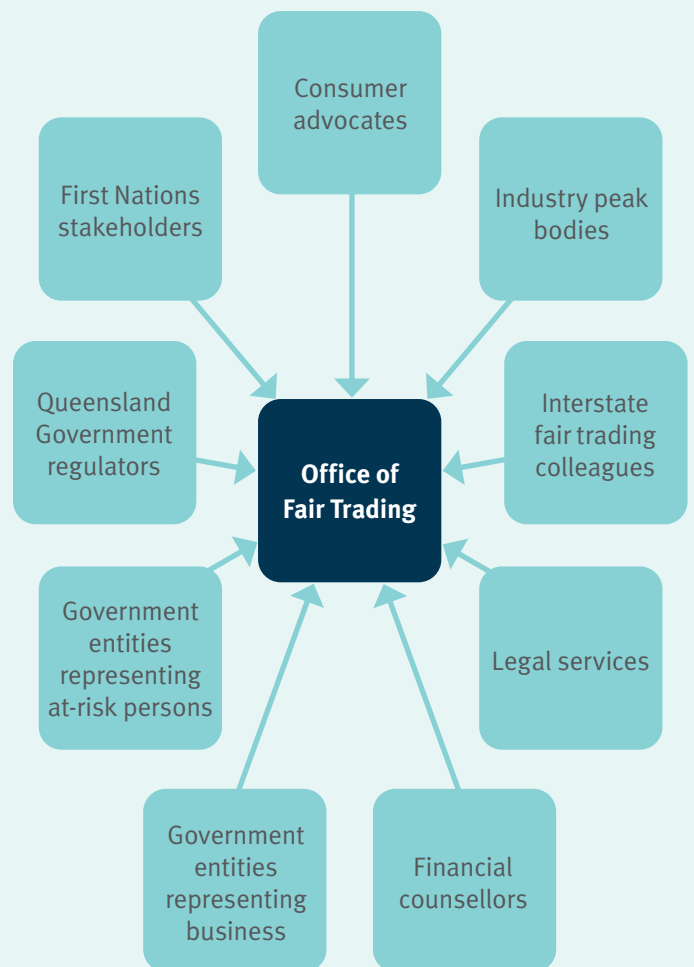 Consumer
advocates
First Nations
stakeholders
Industry peak
bodies
Queensland
Government
regulators
Office of
Fair Trading
Interstate
fair trading
colleagues
Government
entities
representing
at-risk persons
Legal services
Government
entities
representing
business
Financial
counsellors